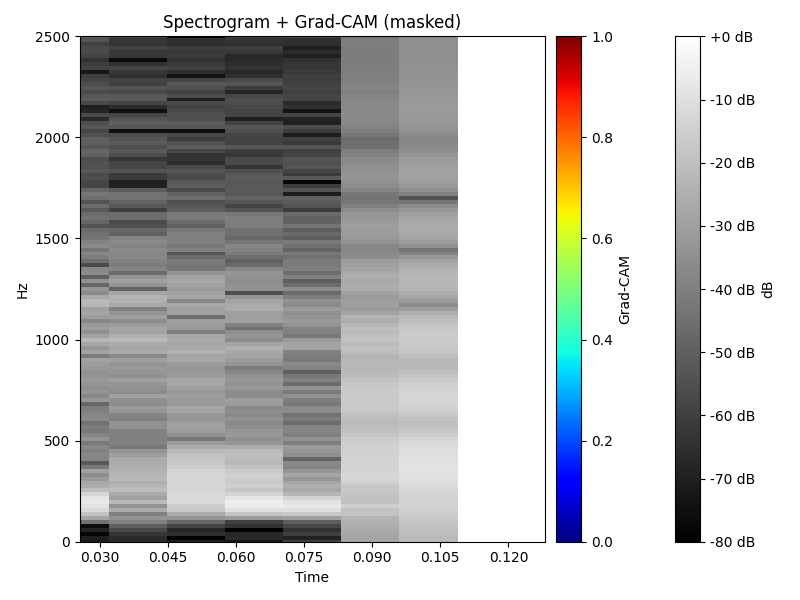 Spectrogram + Grad-CAM (masked)
2500
2000
1500
1000
500
0
Hz
0.030 0.045 0.060 0.075 0.090 0.105 0.120
Time
1.0
0.8
0.6
0.4
0.2
0.0
Grad-CAM
+0 dB
-10 dB
-20 dB
-30 dB
-40 dB
-50 dB
-60 dB
-70 dB
-80 dB
dB